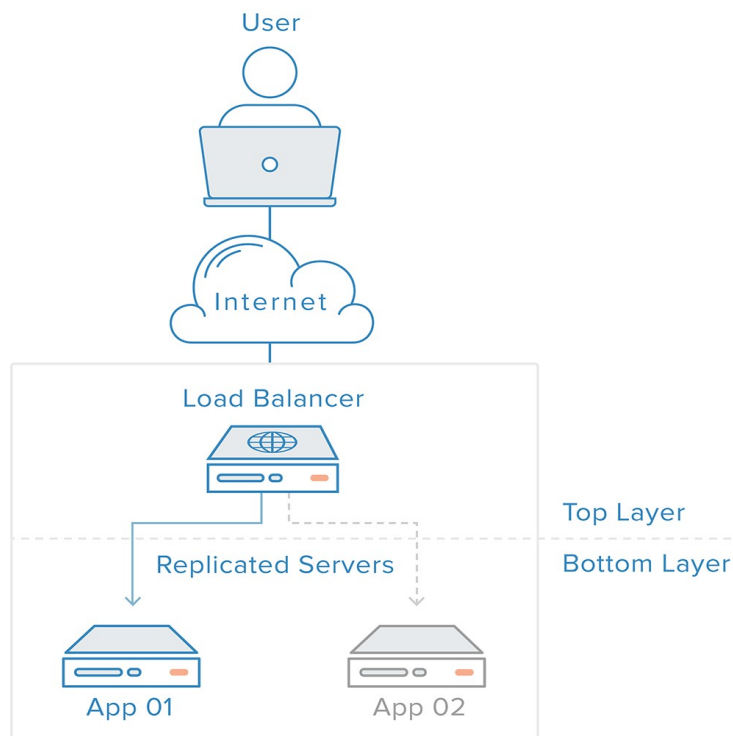 User
Internet
Load Balancer
Top Layer
Replicated Servers
Bottom Layer
App 01
App 02